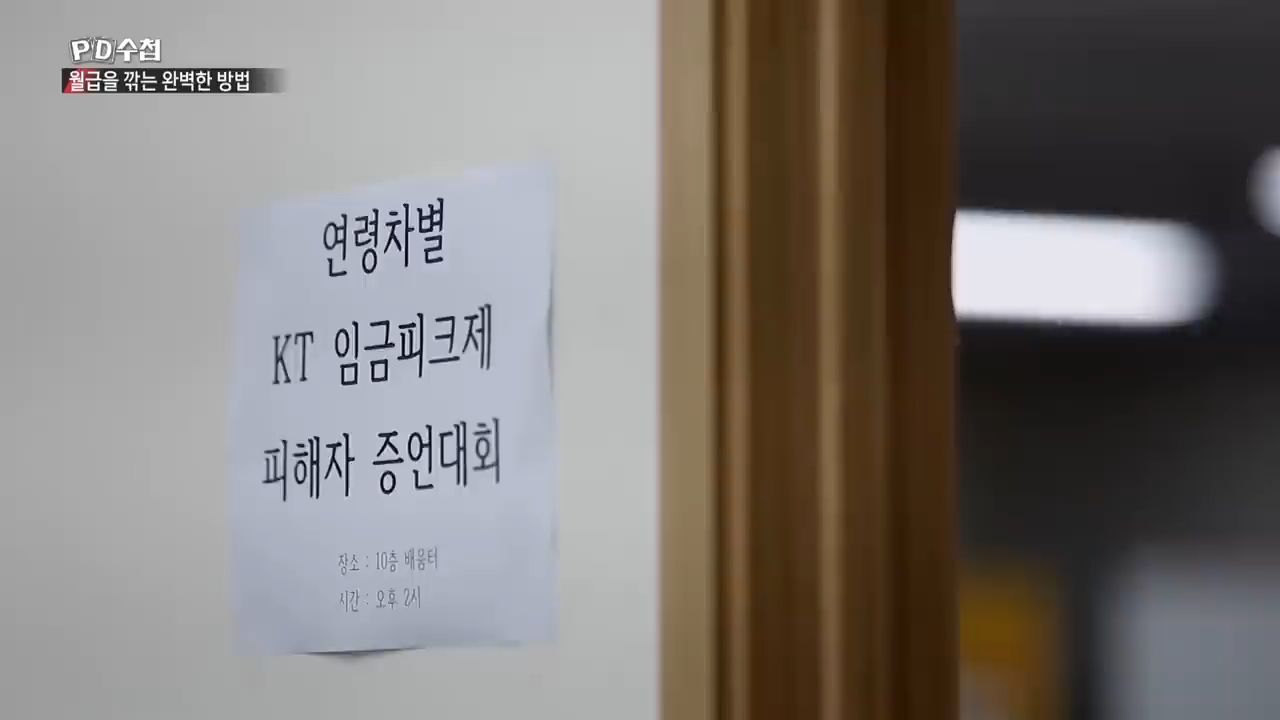 PD수첩
월급을 깎는 완벽한 방법
연령차별
KT 임금피크제
피해자 증언대회
장소 : 10층 배움터
시간 : 오후 2시